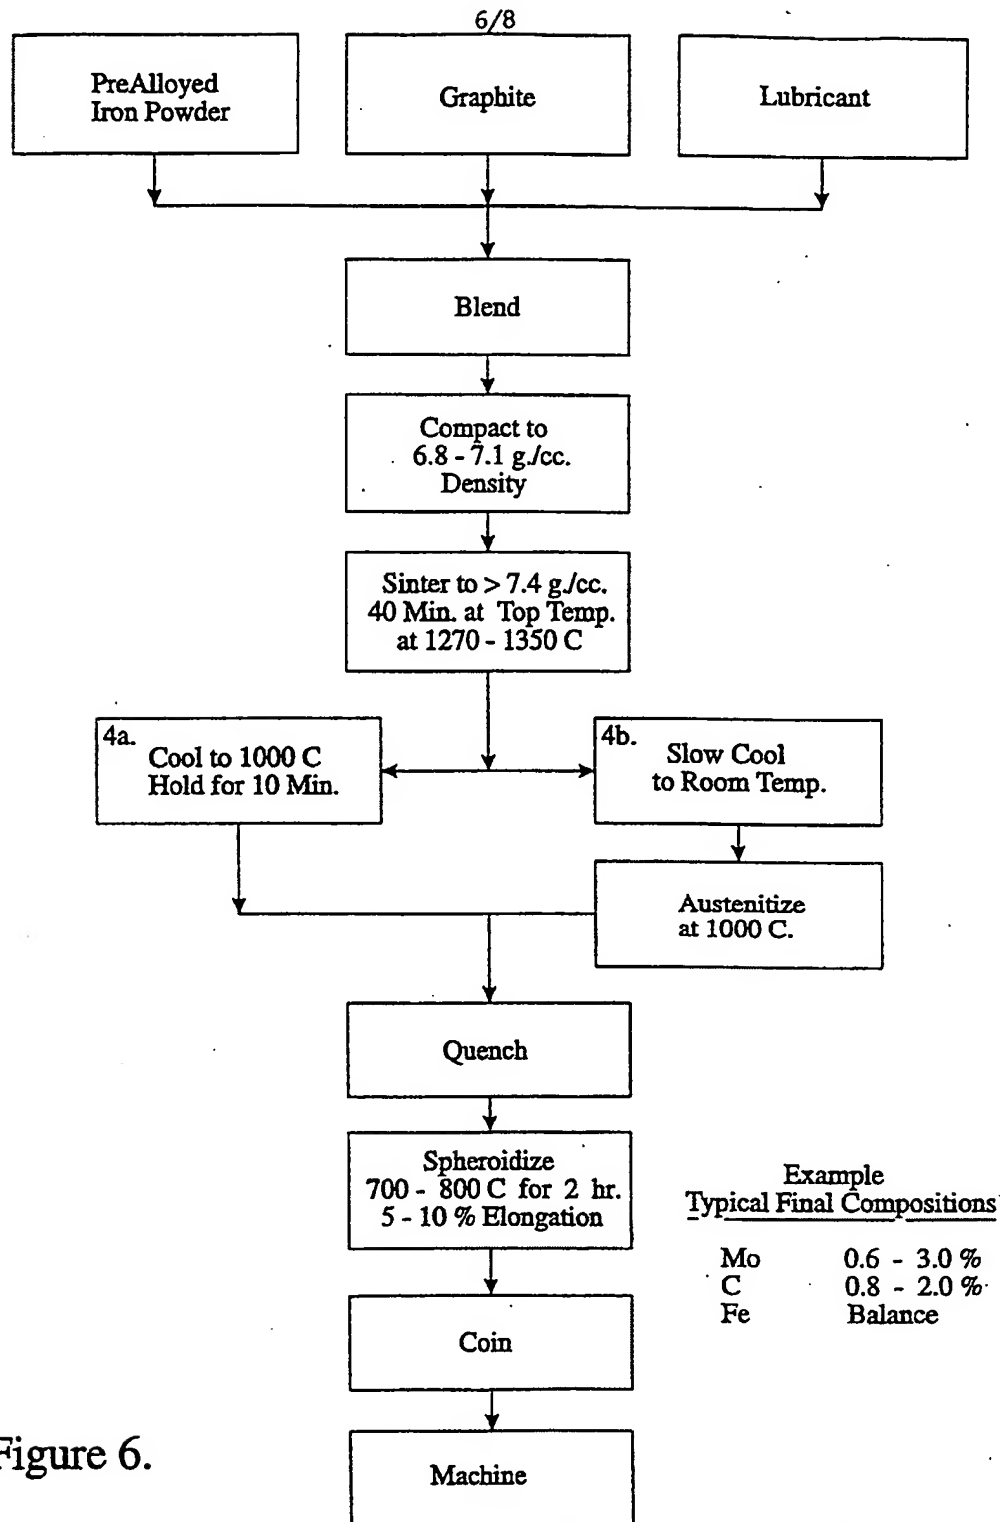 6/8
PreAlloyed
Iron Powder
Graphite
Lubricant
Blend
Compact to
6.8 - 7.1 g./cc.
Density
Sinter to > 7.4 g./cc.
40 Min. at Top Temp.
at 1270 - 1350 C
4a.
Cool to 1000 C
Hold for 10 Min.
4b.
Slow Cool
to Room Temp.
Austenitize
at 1000 C.
Quench
Spheroidize
700 - 800 C for 2 hr.
5 - 10 % Elongation
Example
Typical Final Compositions
Mo 0.6 - 3.0 %
C 0.8 - 2.0 %
Fe Balance
Coin
Machine
Figure 6.